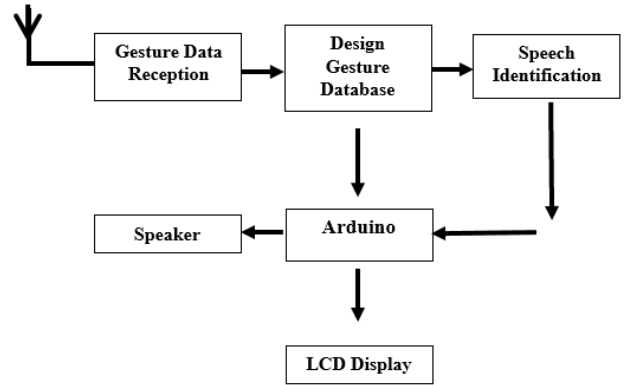 Gesture Data
Reception
Design
Gesture
Database
Speech
Identification
Speaker
Arduino
LCD Display